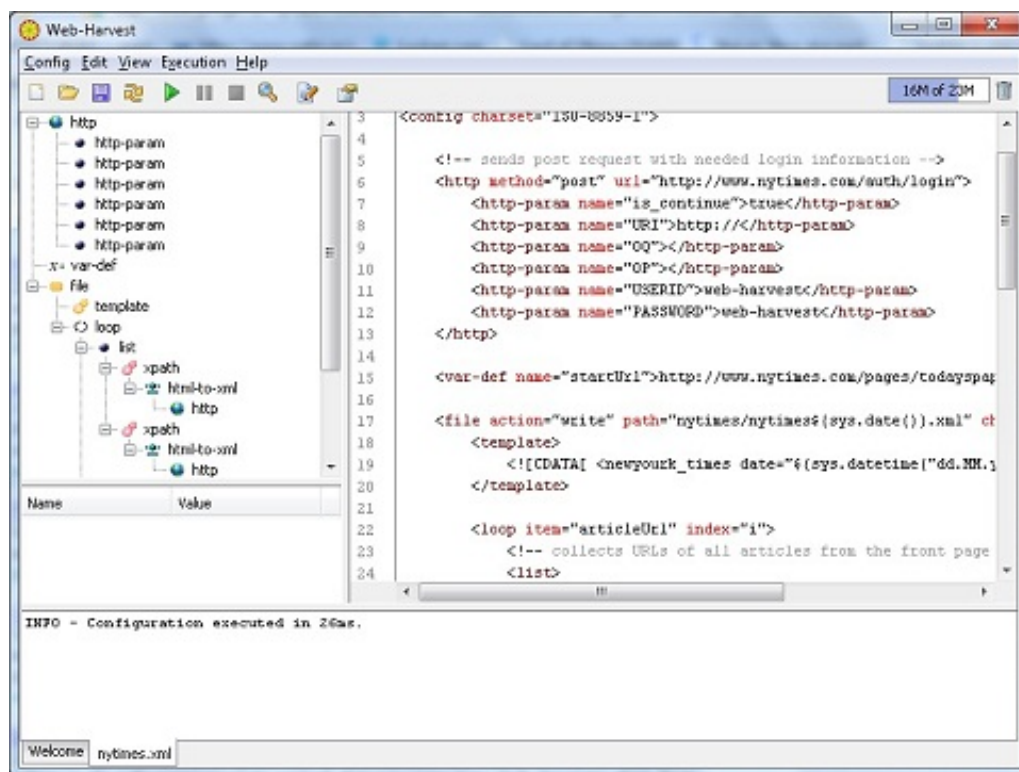 Web-Harvest
Config Edit View Execution Help
16M of 23M
http
http-param
http-param
http-param
http-param
http-param
http-param
x= var-def
file
template
loop
list
xpath
html-to-xml
http
xpath
html-to-xml
http
Name Value
3 <config charset="ISO-8859-1">
4
5 <!-- sends post request with needed login information -->
6 <http method="post" url="http://www.nytimes.com/auth/login">
7 <http-param name="is_continue">true</http-param>
8 <http-param name="URI">http://</http-param>
9 <http-param name="OQ"></http-param>
10 <http-param name="OP"></http-param>
11 <http-param name="USERID">web-harvest</http-param>
12 <http-param name="PASSWORD">web-harvest</http-param>
13 </http>
14
15 <var-def name="startUrl">http://www.nytimes.com/pages/todayspap
16
17 <file action="write" path="nytimes/nytimes${sys.date()}.xml" ch
18 <template>
19 <![CDATA[ <newyourk_times date="${sys.datetime("dd.MM.y
20 </template>
21
22 <loop item="articleUrl" index="i">
23 <!-- collects URLs of all articles from the front page
24 <list>
INFO - Configuration executed in 26ms.
Welcome nytimes.xml